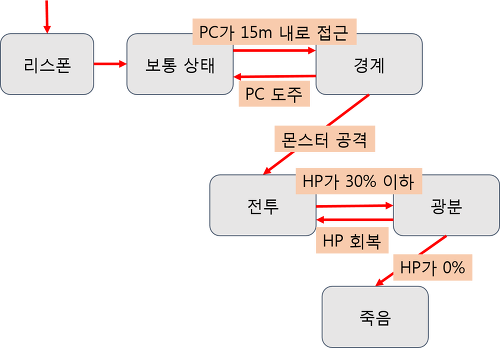 PC가 15m 내로 접근
리스폰
보통 상태
경계
PC 도주
몬스터 공격
HP가 30% 이하
전투
광분
HP 회복
HP가 0%
죽음